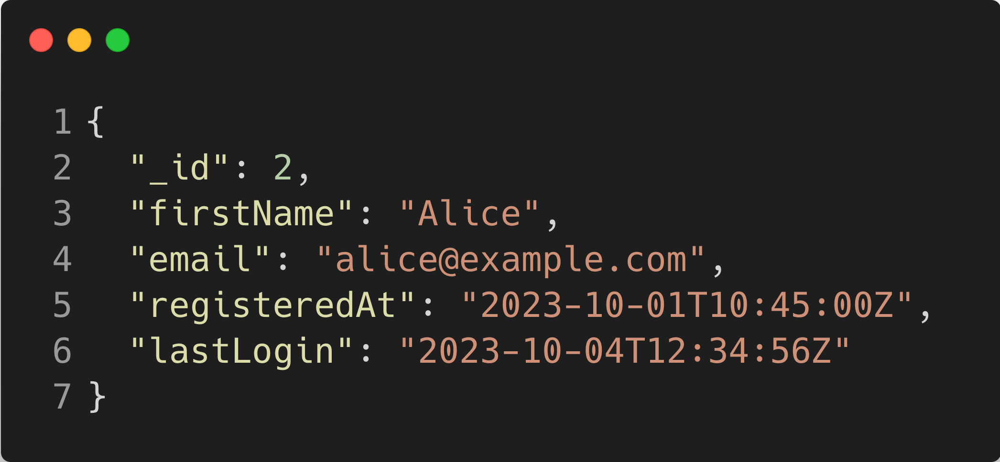 1 {
2   "_id": 2,
3   "firstName": "Alice",
4   "email": "alice@example.com",
5   "registeredAt": "2023-10-01T10:45:00Z",
6   "lastLogin": "2023-10-04T12:34:56Z"
7 }